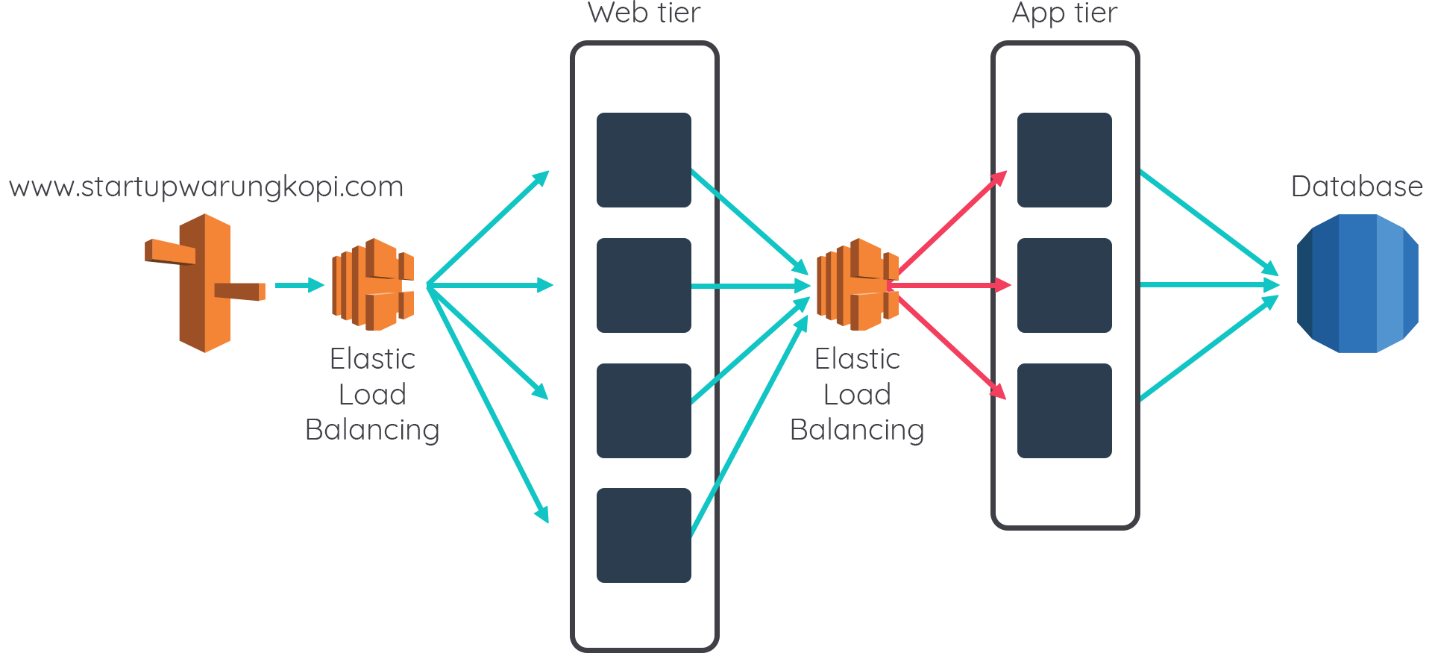 Web tier
App tier
www.startupwarungkopi.com
Database
Elastic
Load
Balancing
Elastic
Load
Balancing